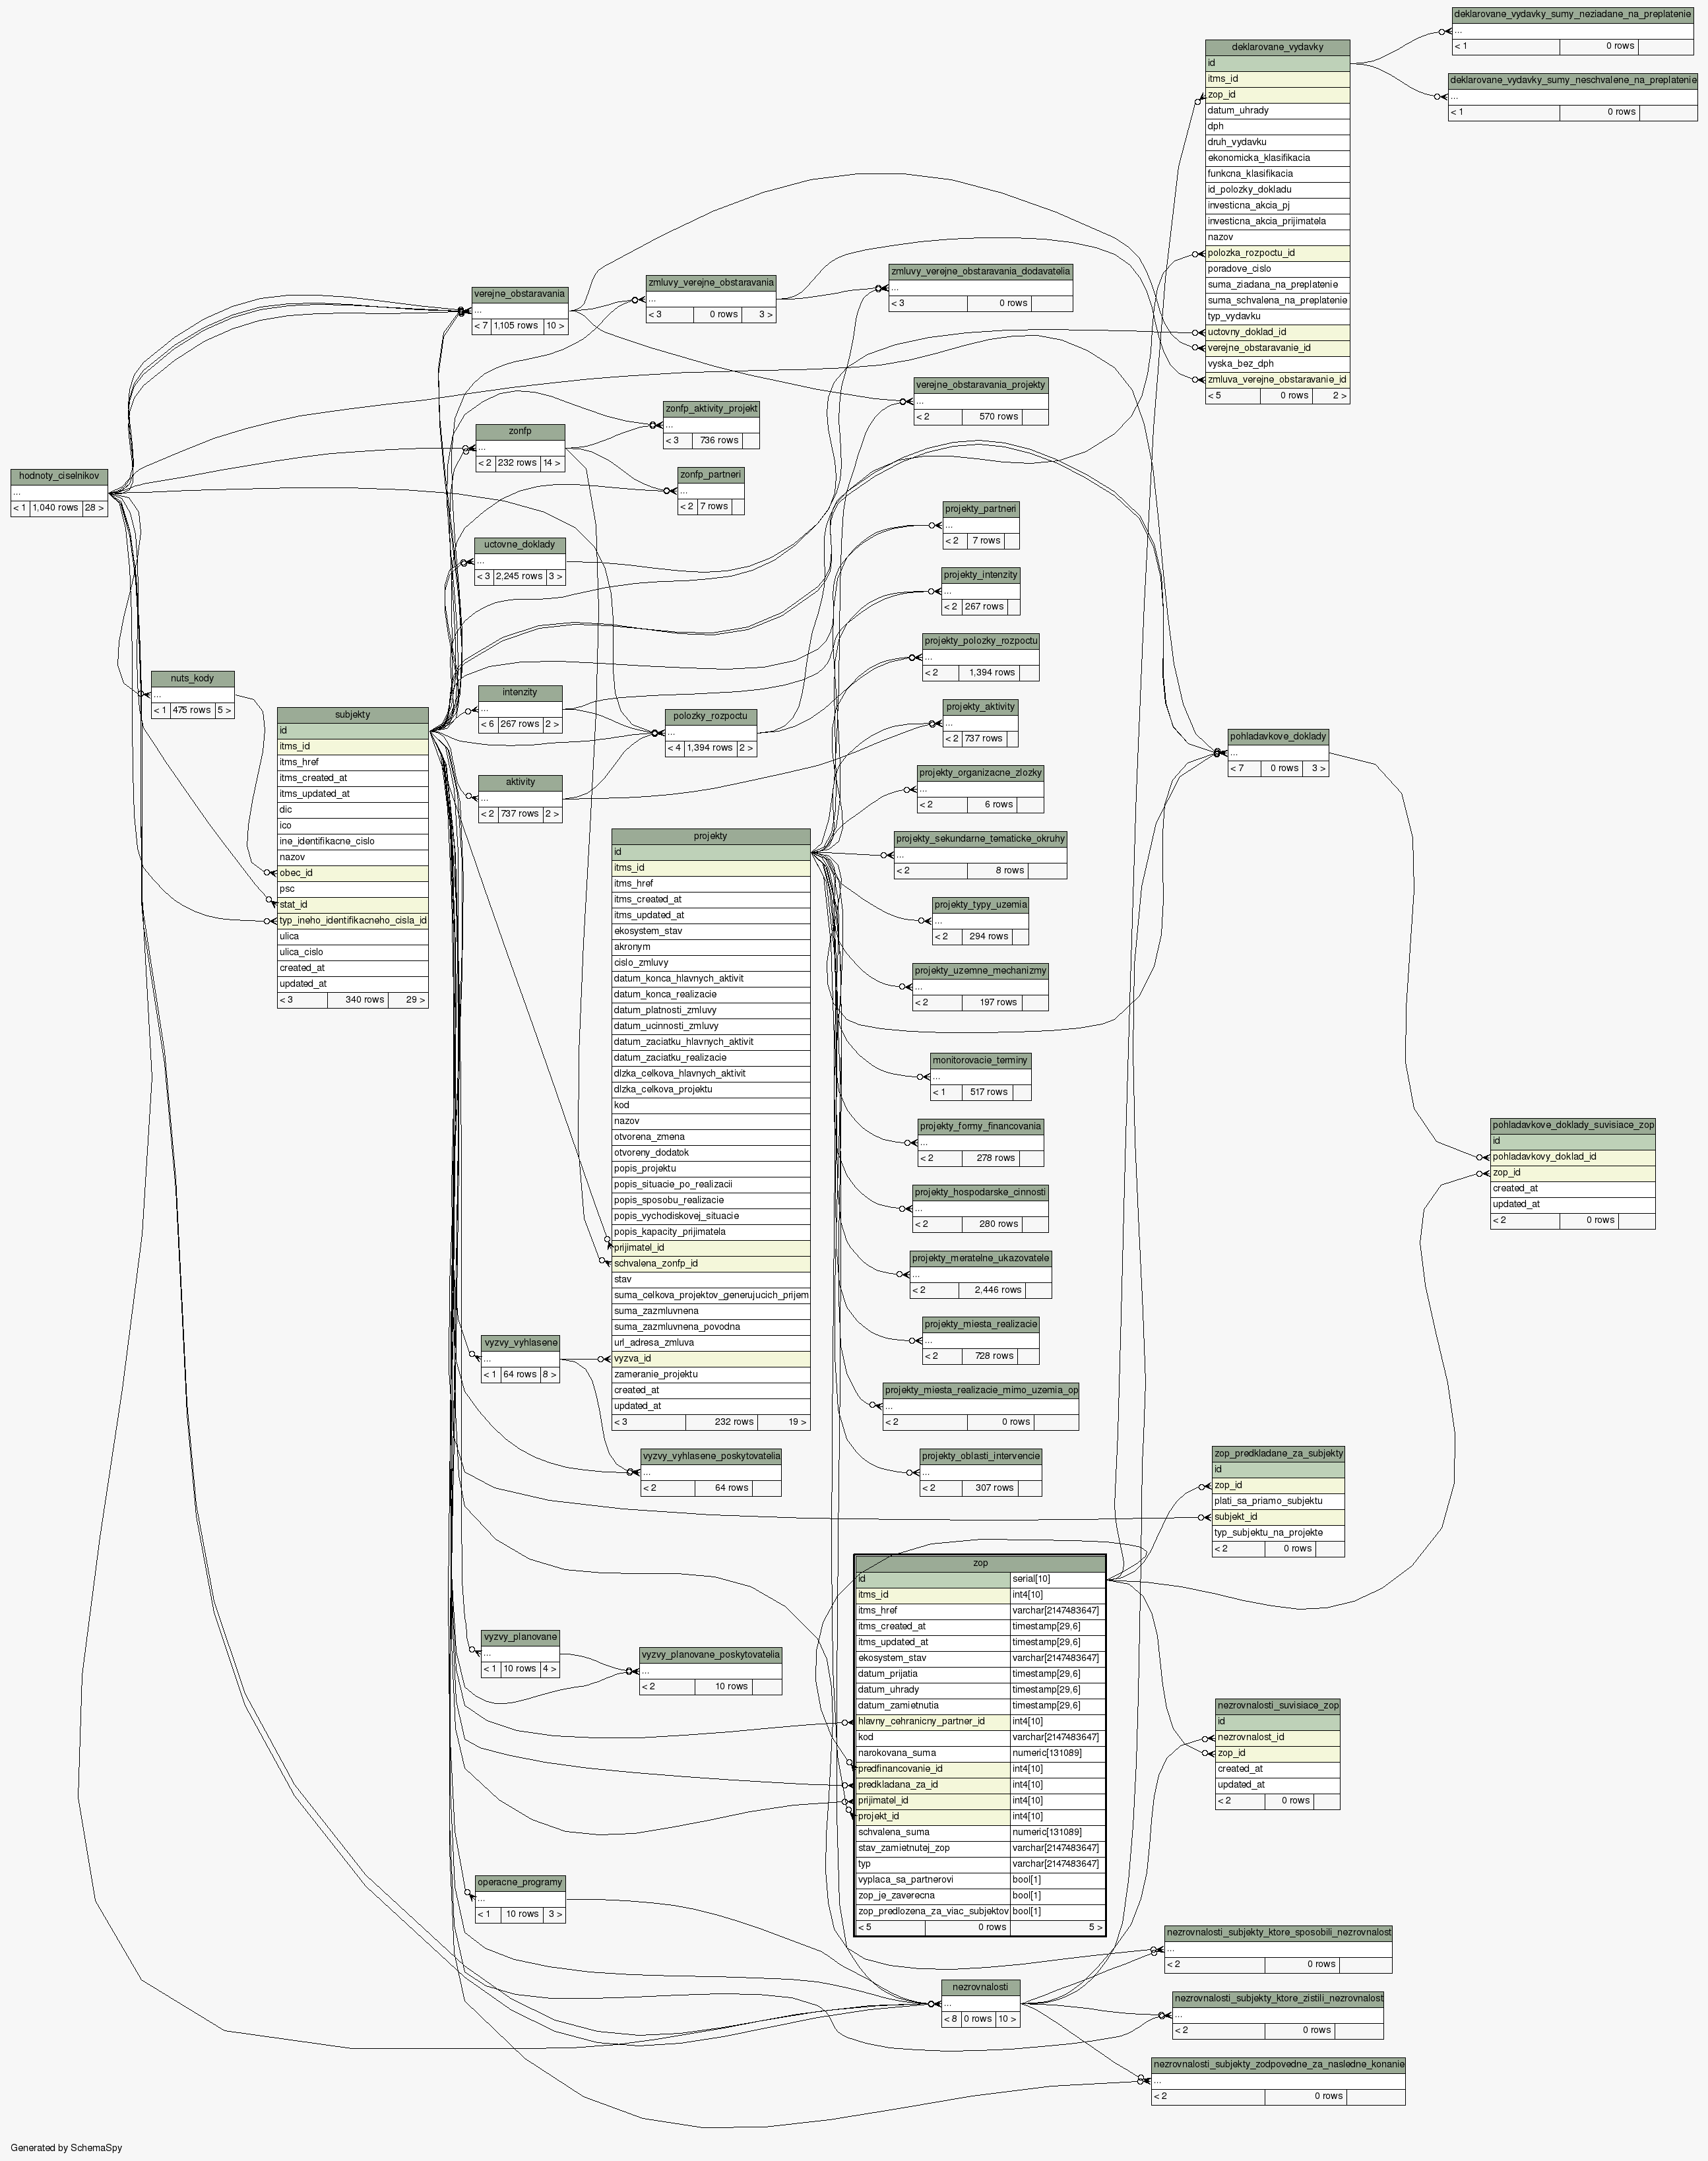 deklarovane_vydavky_sumy_neziadane_na_preplatenie
...
< 1 0 rows
deklarovane_vydavky_sumy_neschvalene_na_preplatenie
...
< 1 0 rows
deklarovane_vydavky
id
itms_id
zop_id
datum_uhrady
dph
druh_vydavku
ekonomicka_klasifikacia
funkcna_klasifikacia
id_polozky_dokladu
investicna_akcia_pj
investicna_akcia_prijimatela
nazov
polozka_rozpoctu_id
poradove_cislo
suma_ziadana_na_preplatenie
suma_schvalena_na_preplatenie
typ_vydavku
uctovny_doklad_id
verejne_obstaravanie_id
vyska_bez_dph
zmluva_verejne_obstaravanie_id
< 5 0 rows 2 >
verejne_obstaravania
...
< 7 1,105 rows 10 >
zmluvy_verejne_obstaravania
...
< 3 0 rows 3 >
zmluvy_verejne_obstaravania_dodavatelia
...
< 3 0 rows
verejne_obstaravania_projekty
...
< 2 570 rows
zonfp_aktivity_projekt
...
< 3 736 rows
zonfp
...
< 2 232 rows 14 >
zonfp_partneri
...
< 2 7 rows
hodnoty_ciselnikov
...
< 1 1,040 rows 28 >
uctovne_doklady
...
< 3 2,245 rows 3 >
projekty_partneri
...
< 2 7 rows
projekty_intenzity
...
< 2 267 rows
projekty_polozky_rozpoctu
...
< 2 1,394 rows
nuts_kody
...
< 1 475 rows 5 >
intenzity
...
< 6 267 rows 2 >
polozky_rozpoctu
...
< 4 1,394 rows 2 >
projekty_aktivity
...
< 2 737 rows
pohladavkove_doklady
...
< 7 0 rows 3 >
aktivity
...
< 2 737 rows 2 >
projekty_organizacne_zlozky
...
< 2 6 rows
subjekty
id
itms_id
itms_href
itms_created_at
itms_updated_at
dic
ico
ine_identifikacne_cislo
nazov
obec_id
psc
stat_id
typ_ineho_identifikacneho_cisla_id
ulica
ulica_cislo
created_at
updated_at
< 3 340 rows 29 >
projekty
id
itms_id
itms_href
itms_created_at
itms_updated_at
ekosystem_stav
akronym
cislo_zmluvy
datum_konca_hlavnych_aktivit
datum_konca_realizacie
datum_platnosti_zmluvy
datum_ucinnosti_zmluvy
datum_zaciatku_hlavnych_aktivit
datum_zaciatku_realizacie
dlzka_celkova_hlavnych_aktivit
dlzka_celkova_projektu
kod
nazov
otvorena_zmena
otvoreny_dodatok
popis_projektu
popis_situacie_po_realizacii
popis_sposobu_realizacie
popis_vychodiskovej_situacie
popis_kapacity_prijimatela
prijimatel_id
schvalena_zonfp_id
stav
suma_celkova_projektov_generujucich_prijem
suma_zazmluvnena
suma_zazmluvnena_povodna
url_adresa_zmluva
vyzva_id
zameranie_projektu
created_at
updated_at
< 3 232 rows 19 >
projekty_sekundarne_tematicke_okruhy
...
< 2 8 rows
projekty_typy_uzemia
...
< 2 294 rows
projekty_uzemne_mechanizmy
...
< 2 197 rows
monitorovacie_terminy
...
< 1 517 rows
projekty_formy_financovania
...
< 2 278 rows
projekty_hospodarske_cinnosti
...
< 2 280 rows
projekty_meratelne_ukazovatele
...
< 2 2,446 rows
projekty_miesta_realizacie
...
< 2 728 rows
projekty_miesta_realizacie_mimo_uzemia_op
...
< 2 0 rows
projekty_oblasti_intervencie
...
< 2 307 rows
pohladavkove_doklady_suvisiace_zop
id
pohladavkovy_doklad_id
zop_id
created_at
updated_at
< 2 0 rows
vyzvy_vyhlasene
...
< 1 64 rows 8 >
vyzvy_vyhlasene_poskytovatelia
...
< 2 64 rows
zop_predkladane_za_subjekty
id
zop_id
plati_sa_priamo_subjektu
subjekt_id
typ_subjektu_na_projekte
< 2 0 rows
zop
id serial[10]
itms_id int4[10]
itms_href varchar[2147483647]
itms_created_at timestamp[29,6]
itms_updated_at timestamp[29,6]
ekosystem_stav varchar[2147483647]
datum_prijatia timestamp[29,6]
datum_uhrady timestamp[29,6]
datum_zamietnutia timestamp[29,6]
hlavny_cehranicny_partner_id int4[10]
kod varchar[2147483647]
narokovana_suma numeric[131089]
predfinancovanie_id int4[10]
predkladana_za_id int4[10]
prijimatel_id int4[10]
projekt_id int4[10]
schvalena_suma numeric[131089]
stav_zamietnutej_zop varchar[2147483647]
typ varchar[2147483647]
vyplaca_sa_partnerovi bool[1]
zop_je_zaverecna bool[1]
zop_predlozena_za_viac_subjektov bool[1]
< 5 0 rows 5 >
vyzvy_planovane
...
< 1 10 rows 4 >
vyzvy_planovane_poskytovatelia
...
< 2 10 rows
nezrovnalosti_suvisiace_zop
id
nezrovnalost_id
zop_id
created_at
updated_at
< 2 0 rows
operacne_programy
...
< 1 10 rows 3 >
nezrovnalosti_subjekty_ktore_sposobili_nezrovnalost
...
< 2 0 rows
nezrovnalosti
...
< 8 0 rows 10 >
nezrovnalosti_subjekty_ktore_zistili_nezrovnalost
...
< 2 0 rows
nezrovnalosti_subjekty_zodpovedne_za_nasledne_konanie
...
< 2 0 rows
Generated by SchemaSpy